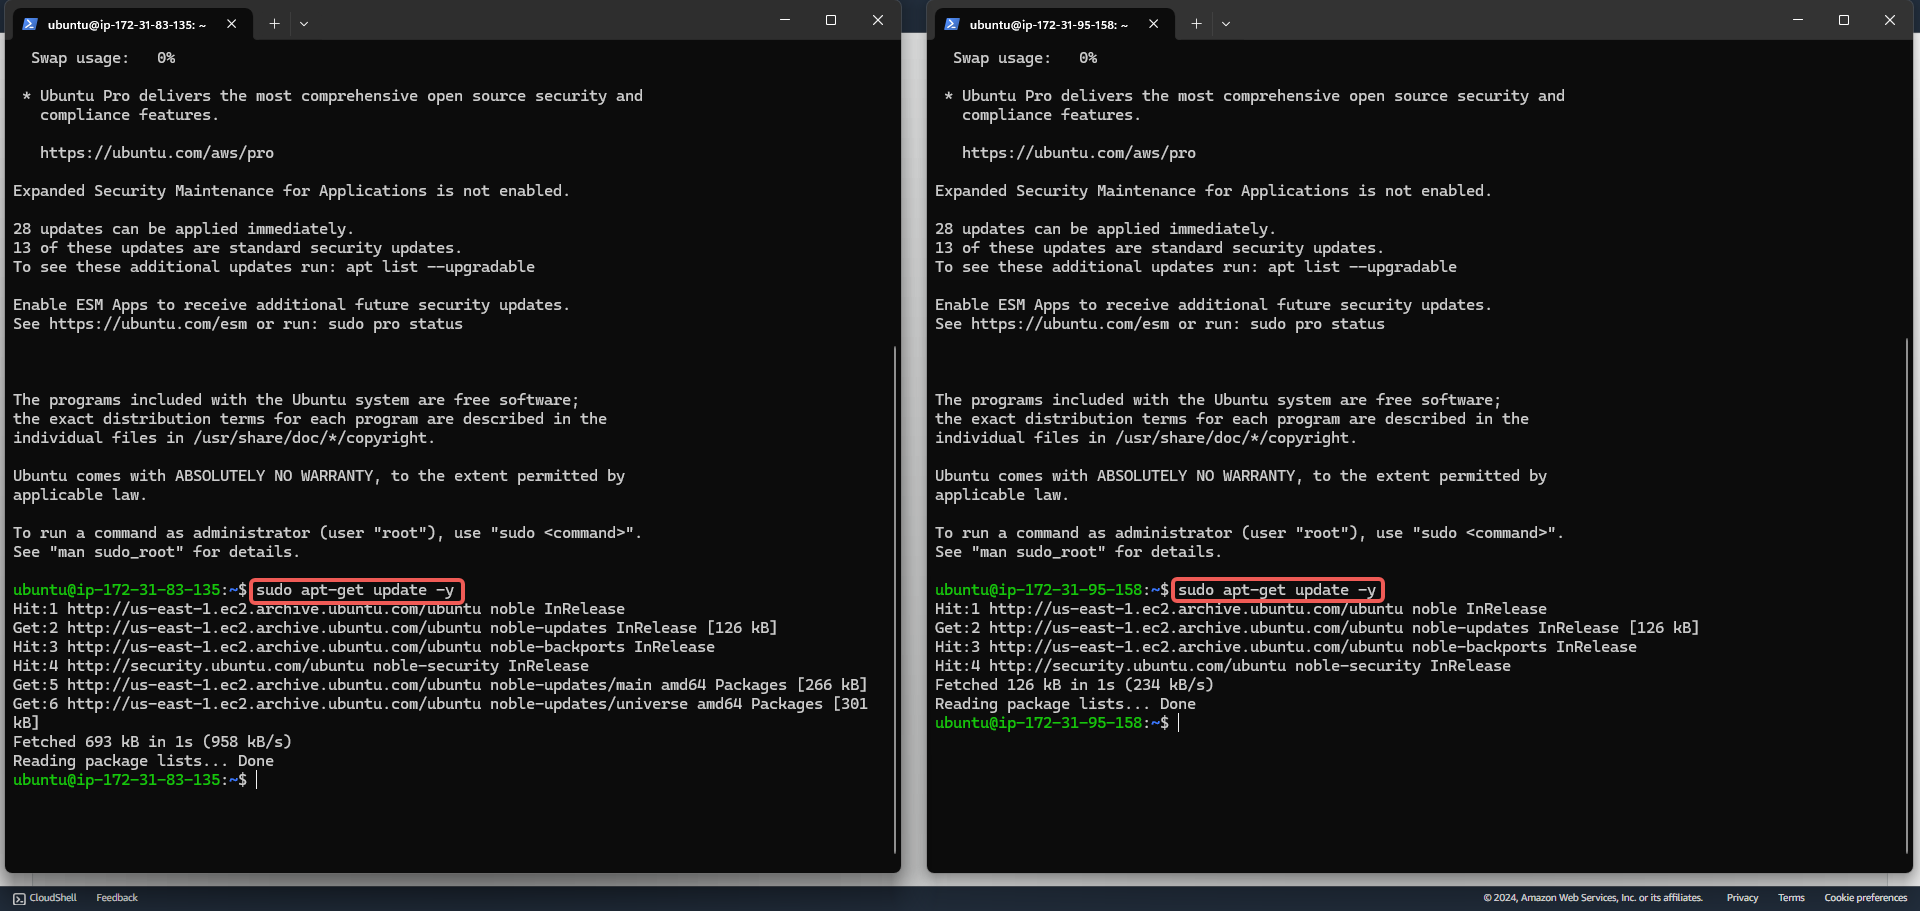 ubuntu@ip-172-31-83-135: ~
Swap usage:   0%
* Ubuntu Pro delivers the most comprehensive open source security and
compliance features.
https://ubuntu.com/aws/pro
Expanded Security Maintenance for Applications is not enabled.
28 updates can be applied immediately.
13 of these updates are standard security updates.
To see these additional updates run: apt list --upgradable
Enable ESM Apps to receive additional future security updates.
See https://ubuntu.com/esm or run: sudo pro status
The programs included with the Ubuntu system are free software;
the exact distribution terms for each program are described in the
individual files in /usr/share/doc/*/copyright.
Ubuntu comes with ABSOLUTELY NO WARRANTY, to the extent permitted by
applicable law.
To run a command as administrator (user "root"), use "sudo <command>".
See "man sudo_root" for details.
ubuntu@ip-172-31-83-135:~$ sudo apt-get update -y
Hit:1 http://us-east-1.ec2.archive.ubuntu.com/ubuntu noble InRelease
Get:2 http://us-east-1.ec2.archive.ubuntu.com/ubuntu noble-updates InRelease [126 kB]
Hit:3 http://us-east-1.ec2.archive.ubuntu.com/ubuntu noble-backports InRelease
Hit:4 http://security.ubuntu.com/ubuntu noble-security InRelease
Get:5 http://us-east-1.ec2.archive.ubuntu.com/ubuntu noble-updates/main amd64 Packages [266 kB]
Get:6 http://us-east-1.ec2.archive.ubuntu.com/ubuntu noble-updates/universe amd64 Packages [301
kB]
Fetched 693 kB in 1s (958 kB/s)
Reading package lists... Done
ubuntu@ip-172-31-83-135:~$
ubuntu@ip-172-31-95-158: ~
Swap usage:   0%
* Ubuntu Pro delivers the most comprehensive open source security and
compliance features.
https://ubuntu.com/aws/pro
Expanded Security Maintenance for Applications is not enabled.
28 updates can be applied immediately.
13 of these updates are standard security updates.
To see these additional updates run: apt list --upgradable
Enable ESM Apps to receive additional future security updates.
See https://ubuntu.com/esm or run: sudo pro status
The programs included with the Ubuntu system are free software;
the exact distribution terms for each program are described in the
individual files in /usr/share/doc/*/copyright.
Ubuntu comes with ABSOLUTELY NO WARRANTY, to the extent permitted by
applicable law.
To run a command as administrator (user "root"), use "sudo <command>".
See "man sudo_root" for details.
ubuntu@ip-172-31-95-158:~$ sudo apt-get update -y
Hit:1 http://us-east-1.ec2.archive.ubuntu.com/ubuntu noble InRelease
Get:2 http://us-east-1.ec2.archive.ubuntu.com/ubuntu noble-updates InRelease [126 kB]
Hit:3 http://us-east-1.ec2.archive.ubuntu.com/ubuntu noble-backports InRelease
Hit:4 http://security.ubuntu.com/ubuntu noble-security InRelease
Fetched 126 kB in 1s (234 kB/s)
Reading package lists... Done
ubuntu@ip-172-31-95-158:~$
CloudShell Feedback © 2024, Amazon Web Services, Inc. or its affiliates. Privacy Terms Cookie preferences